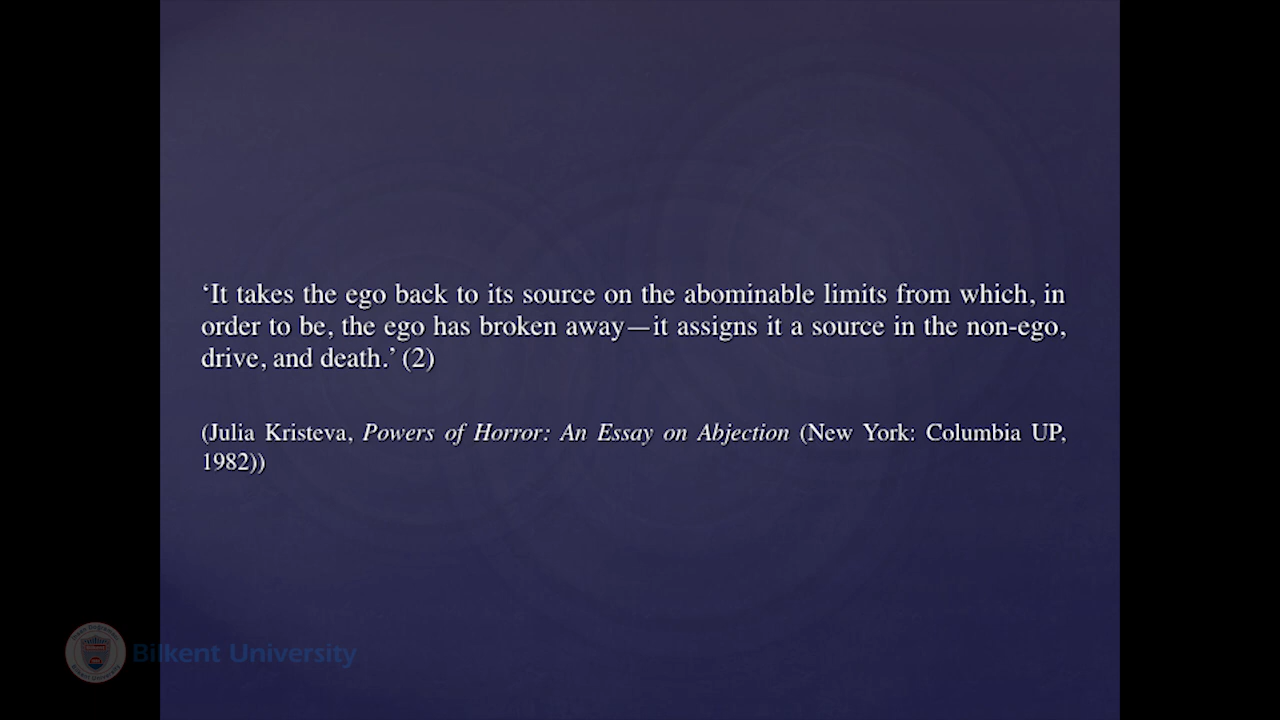 ‘It takes the ego back to its source on the abominable limits from which, in
order to be, the ego has broken away—it assigns it a source in the non-ego,
drive, and death.’ (2)
(Julia Kristeva, Powers of Horror: An Essay on Abjection (New York: Columbia UP,
1982))
Bilkent University